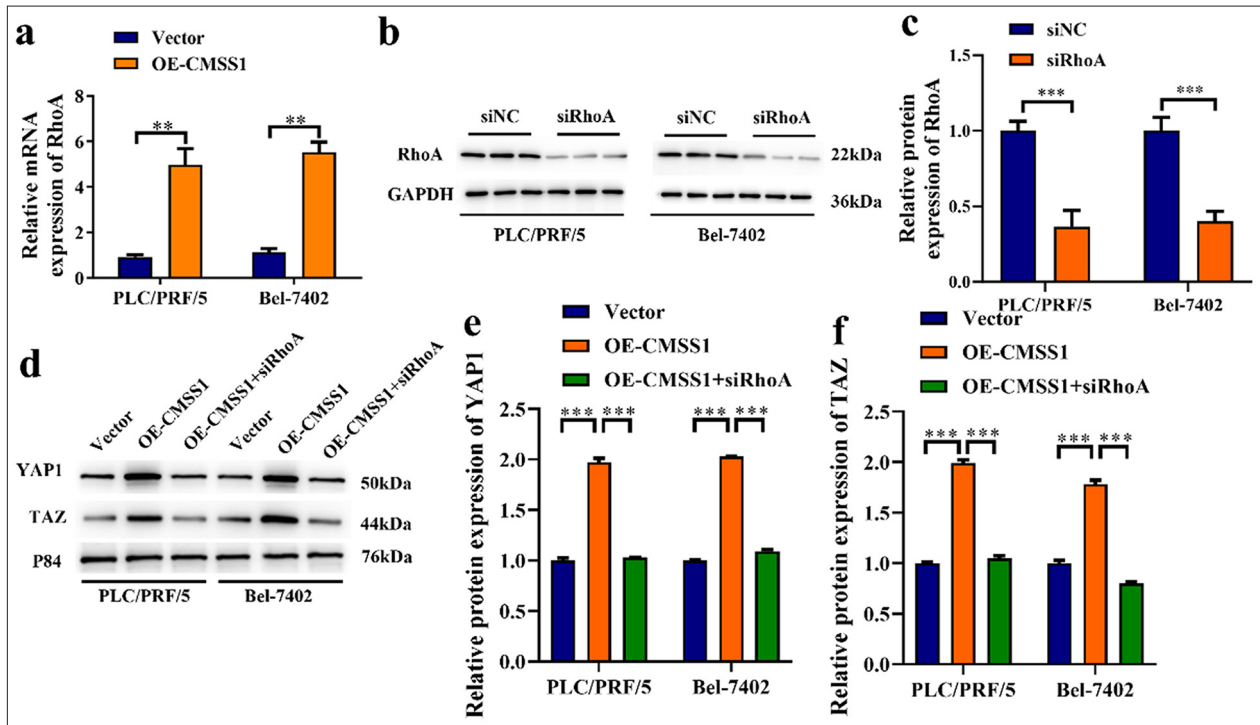 a
Vector
OE-CMSS1
Relative mRNA
expression of RhoA
8
6
4
2
0
** **
PLC/PRF/5 Bel-7402
b
siNC siRhoA siNC siRhoA
RhoA 22kDa
GAPDH 36kDa
PLC/PRF/5 Bel-7402
c
siNC
siRhoA
Relative protein
expression of RhoA
1.5
1.0
0.5
0.0
*** ***
PLC/PRF/5 Bel-7402
d
Vector OE-CMSS1 OE-CMSS1+siRhoA Vector OE-CMSS1 OE-CMSS1+siRhoA
YAP1 50kDa
TAZ 44kDa
P84 76kDa
PLC/PRF/5 Bel-7402
e
Vector
OE-CMSS1
OE-CMSS1+siRhoA
Relative protein expression of YAP1
2.5
2.0
1.5
1.0
0.5
0.0
*** *** *** ***
PLC/PRF/5 Bel-7402
f
Vector
OE-CMSS1
OE-CMSS1+siRhoA
Relative protein expression of TAZ
2.5
2.0
1.5
1.0
0.5
0.0
*** *** *** ***
PLC/PRF/5 Bel-7402